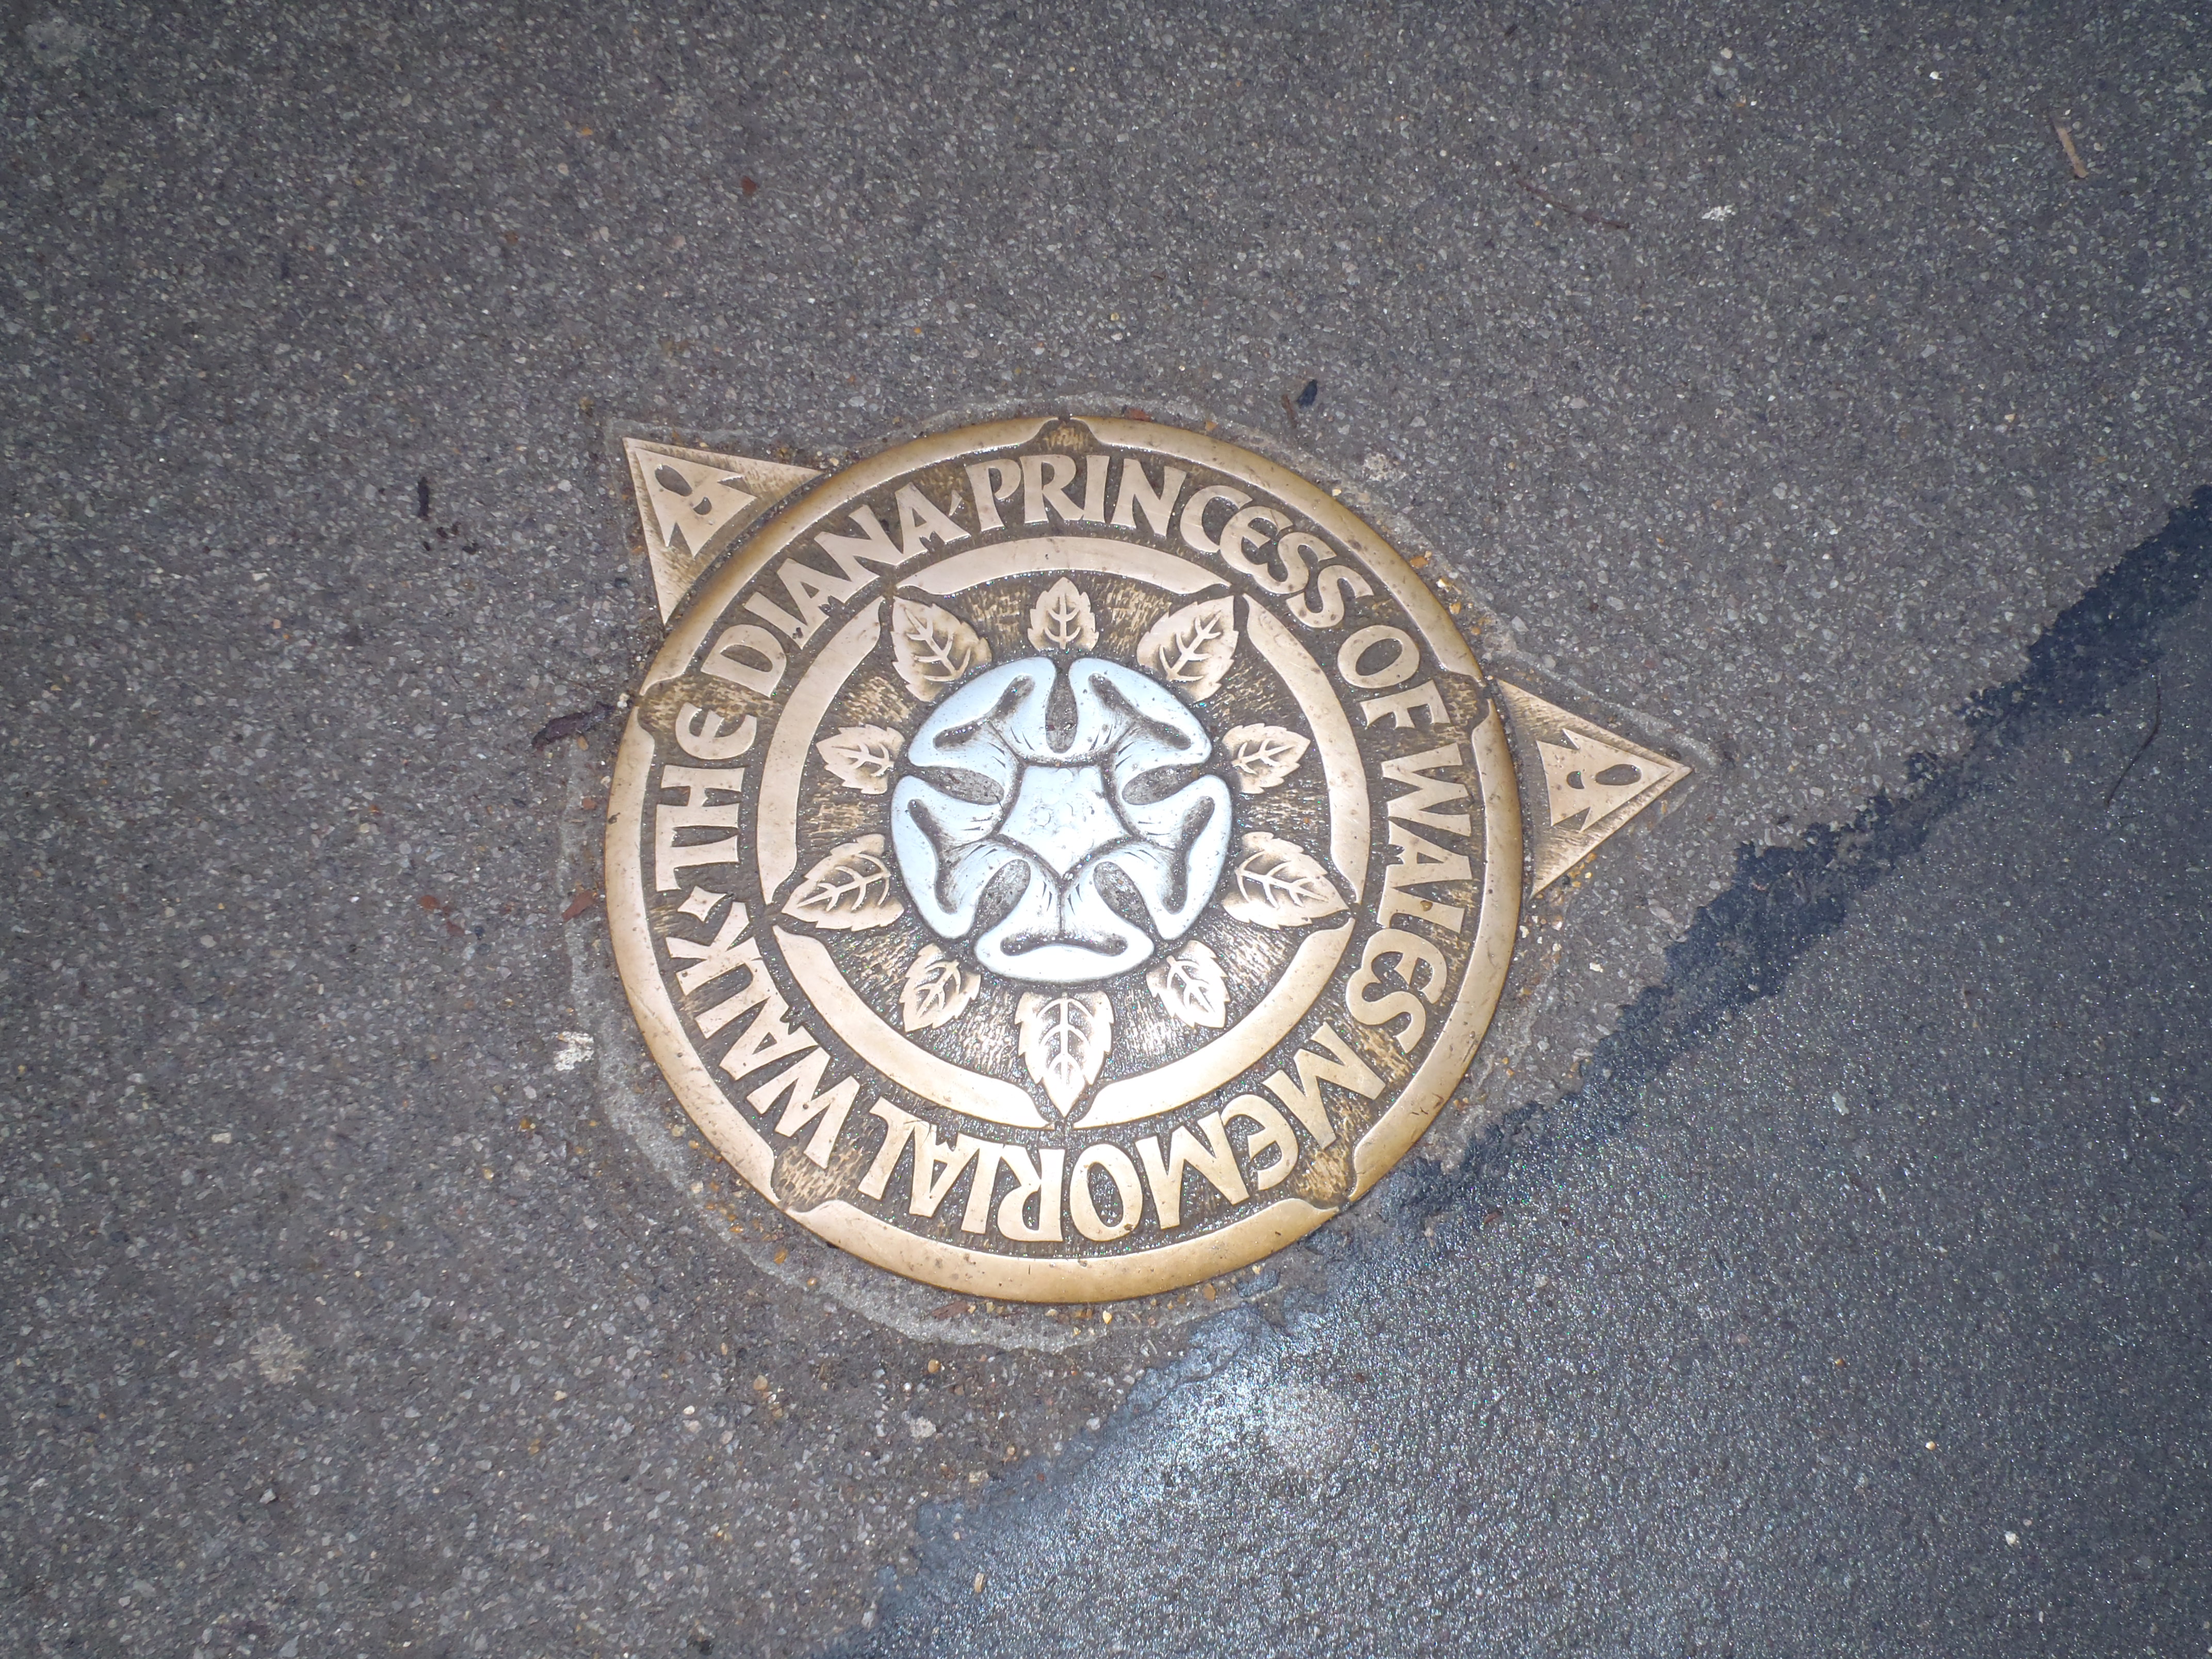 THE DIANA PRINCESS OF WALES MEMORIAL WALK